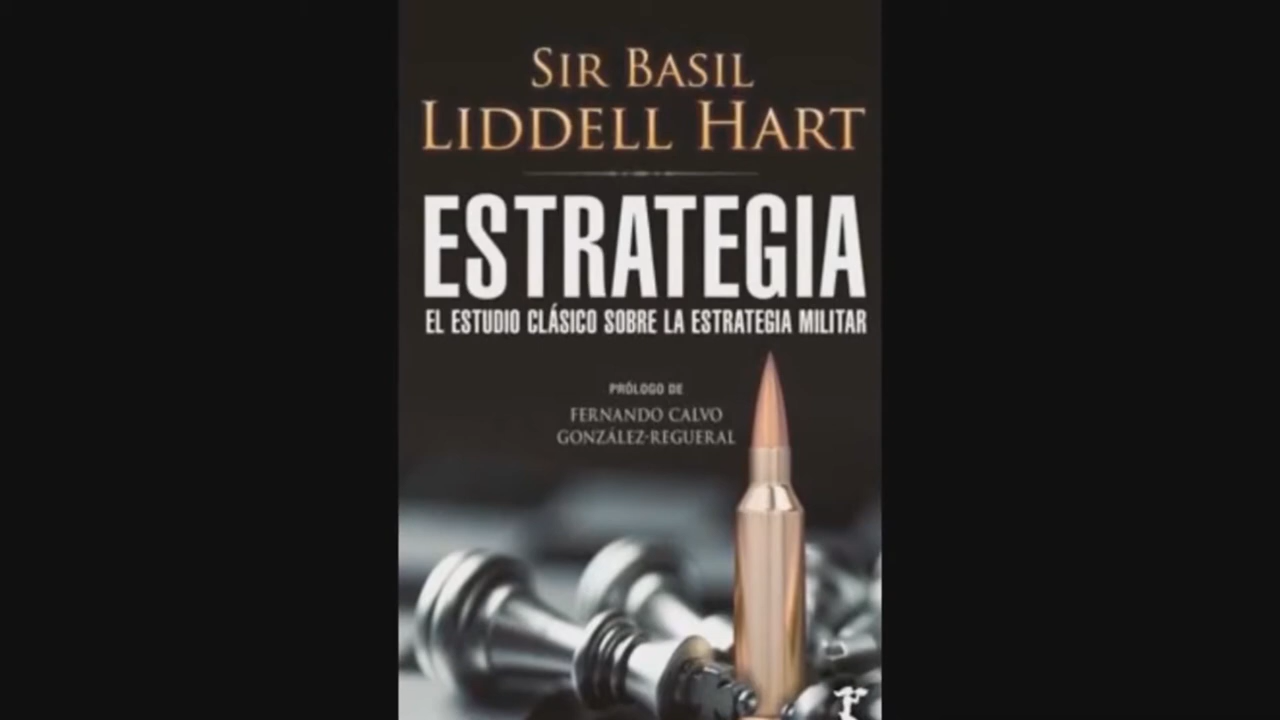 SIR BASIL
LIDDELL HART
ESTRATEGIA
EL ESTUDIO CLÁSICO SOBRE LA ESTRATEGIA MILITAR
PRÓLOGO DE
FERNANDO CALVO
GONZÁLEZ-REGUERAL